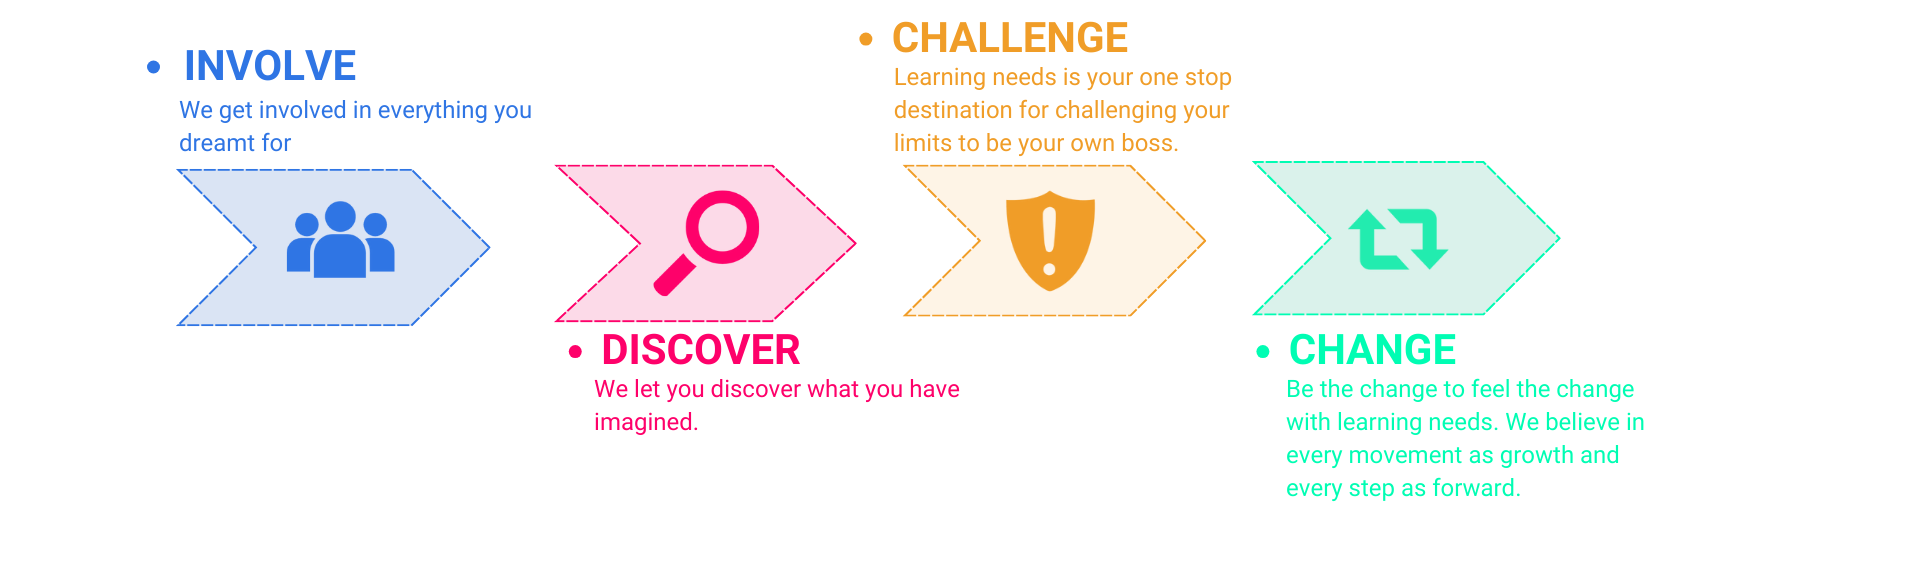 • INVOLVE
We get involved in everything you
dreamt for
• DISCOVER
We let you discover what you have
imagined.
• CHALLENGE
Learning needs is your one stop
destination for challenging your
limits to be your own boss.
• CHANGE
Be the change to feel the change
with learning needs. We believe in
every movement as growth and
every step as forward.